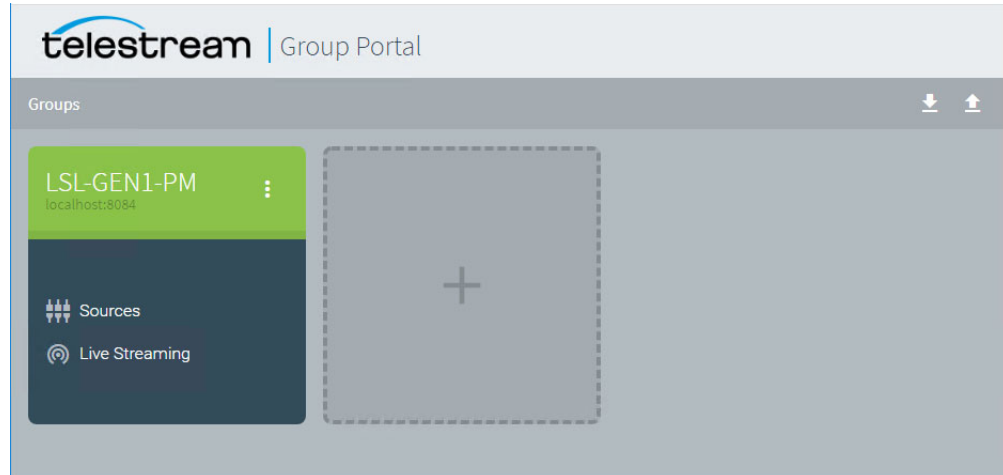 telestream | Group Portal
Groups
LSL-GEN1-PM
localhost:8084
Sources
Live Streaming